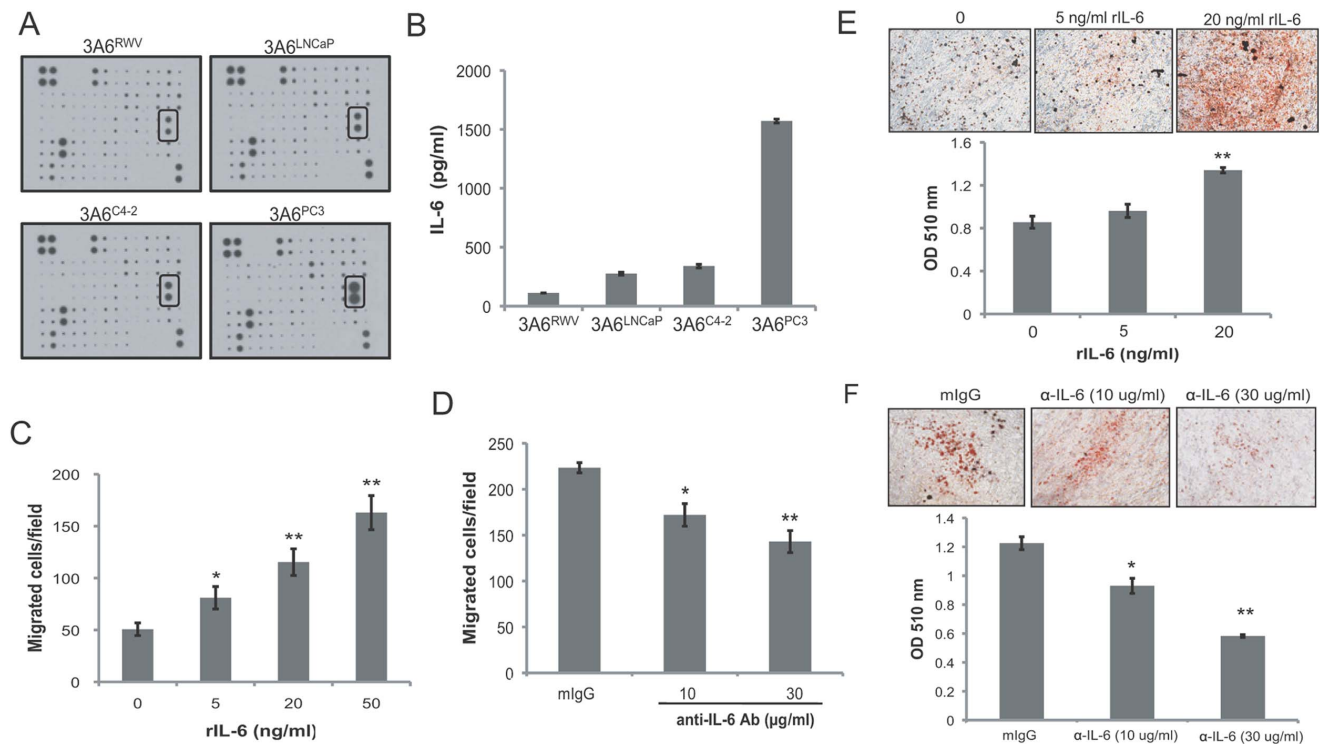 A
3A6RWV
3A6LNCaP
3A6C4-2
3A6PC3
B
IL-6 (pg/ml)
2000
1500
1000
500
0
3A6RWV
3A6LNCaP
3A6C4-2
3A6PC3
C
Migrated cells/field
200
150
100
50
0
*
**
**
0
5
20
50
rIL-6 (ng/ml)
D
Migrated cells/field
250
200
150
100
50
0
*
**
mIgG
10
30
anti-IL-6 Ab (µg/ml)
E
0
5 ng/ml rIL-6
20 ng/ml rIL-6
OD 510 nm
1.6
1.2
0.8
0.4
0
**
0
5
20
rIL-6 (ng/ml)
F
mIgG
α-IL-6 (10 ug/ml)
α-IL-6 (30 ug/ml)
OD 510 nm
1.4
1.2
1
0.8
0.6
0.4
0.2
0
*
**
mIgG
α-IL-6 (10 ug/ml)
α-IL-6 (30 ug/ml)